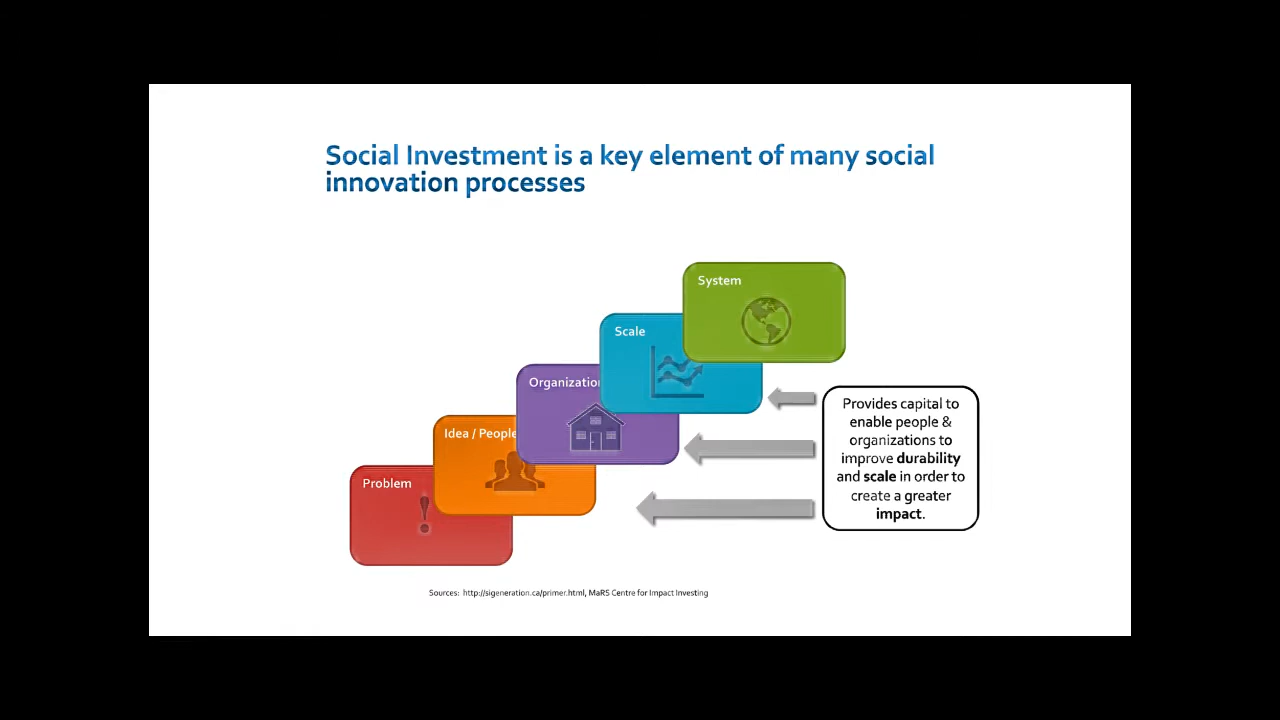 Social Investment is a key element of many social
innovation processes
System
Scale
Organization
Idea / People
Problem
Provides capital to
enable people &
organizations to
improve durability
and scale in order to
create a greater
impact.
Sources: http://sigeneration.ca/primer.html, MaRS Centre for Impact Investing